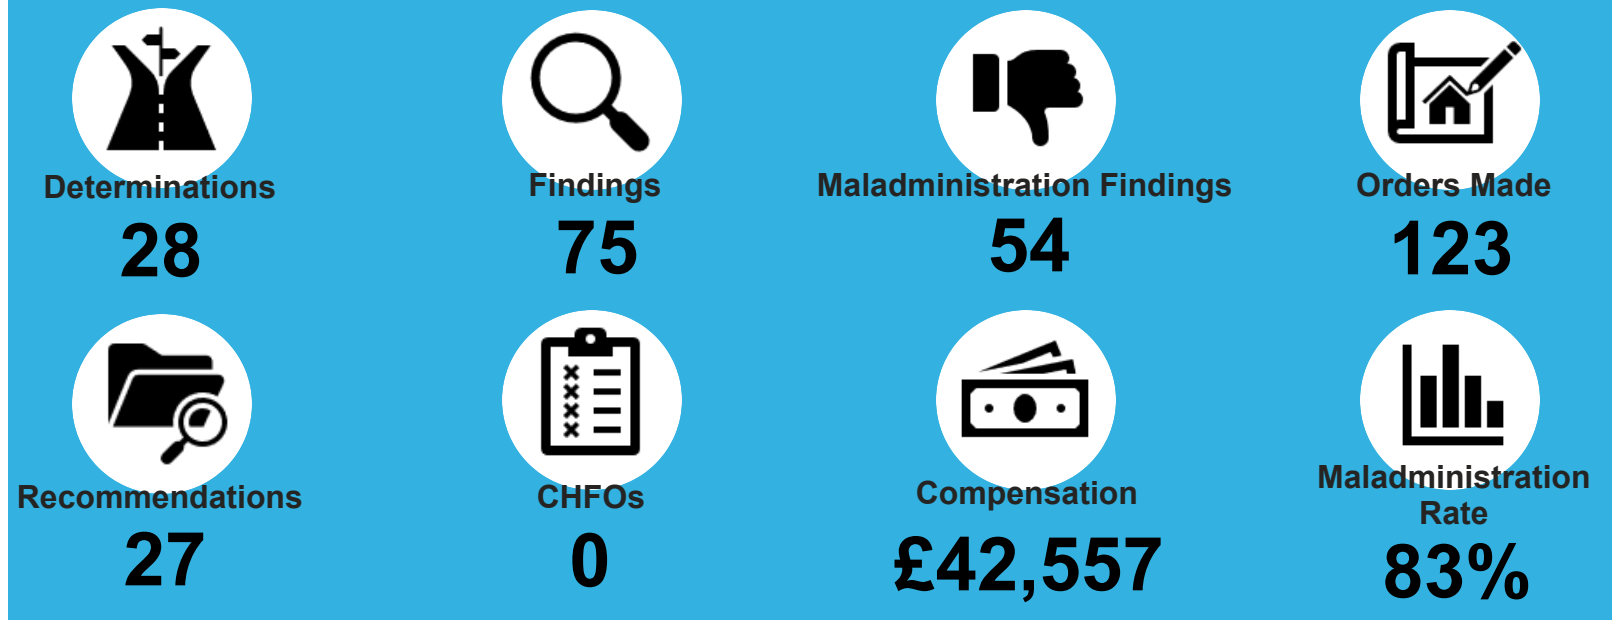 Determinations
28
Findings
75
Maladministration Findings
54
Orders Made
123
Recommendations
27
CHFOs
0
Compensation
£42,557
Maladministration
Rate
83%